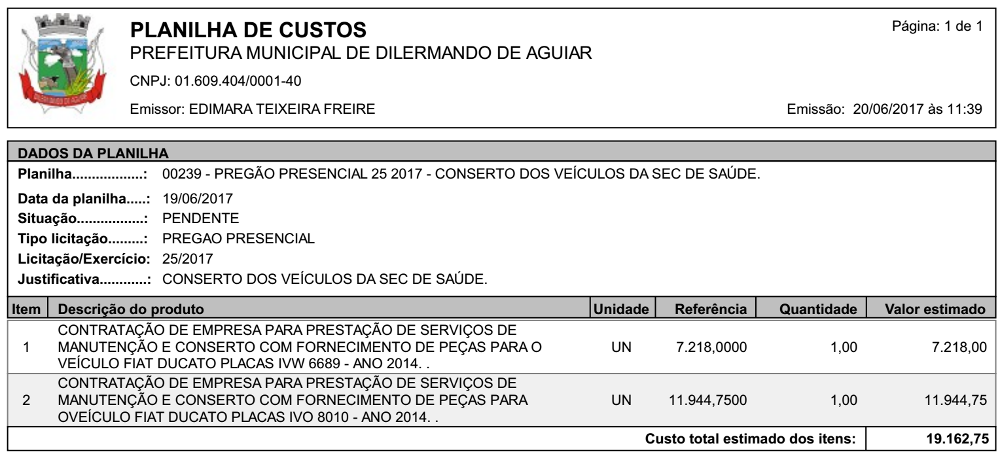 PLANILHA DE CUSTOS
Página: 1 de 1
PREFEITURA MUNICIPAL DE DILERMANDO DE AGUIAR
CNPJ: 01.609.404/0001-40
Emissor: EDIMARA TEIXEIRA FREIRE
Emissão: 20/06/2017 às 11:39
DILERMANDO DE AGUIAR
DADOS DA PLANILHA
Planilha..................: 00239 - PREGÃO PRESENCIAL 25 2017 - CONSERTO DOS VEÍCULOS DA SEC DE SAÚDE.
Data da planilha.....: 19/06/2017
Situação.................: PENDENTE
Tipo licitação.........: PREGAO PRESENCIAL
Licitação/Exercício: 25/2017
Justificativa............: CONSERTO DOS VEÍCULOS DA SEC DE SAÚDE.
Item Descrição do produto Unidade Referência Quantidade Valor estimado
CONTRATAÇÃO DE EMPRESA PARA PRESTAÇÃO DE SERVIÇOS DE
1 MANUTENÇÃO E CONSERTO COM FORNECIMENTO DE PEÇAS PARA O UN 7.218,0000 1,00 7.218,00
VEÍCULO FIAT DUCATO PLACAS IVW 6689 - ANO 2014. .
CONTRATAÇÃO DE EMPRESA PARA PRESTAÇÃO DE SERVIÇOS DE
2 MANUTENÇÃO E CONSERTO COM FORNECIMENTO DE PEÇAS PARA UN 11.944,7500 1,00 11.944,75
OVEÍCULO FIAT DUCATO PLACAS IVO 8010 - ANO 2014. .
Custo total estimado dos itens: 19.162,75